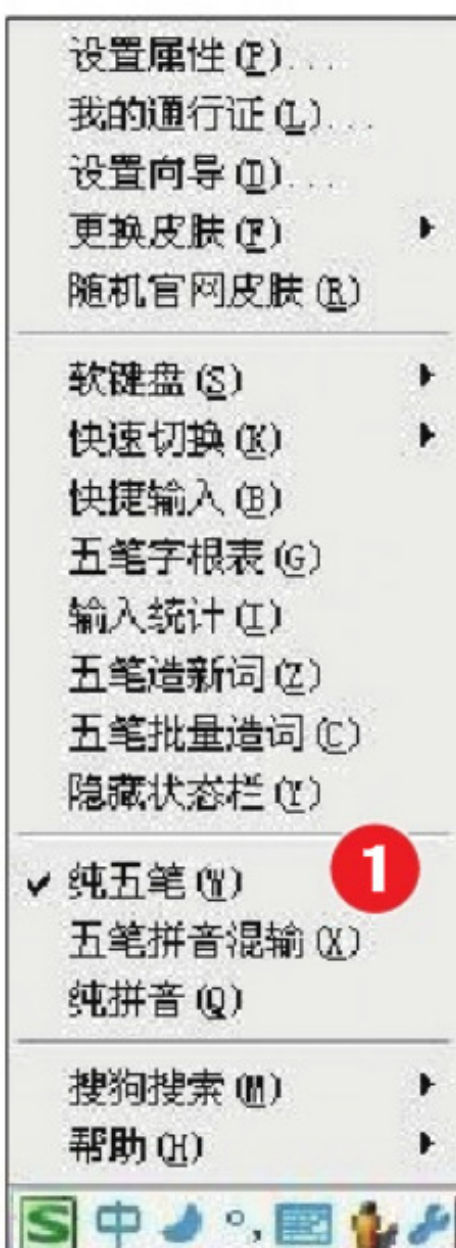 设置属性(P)...
我的通行证(L)...
设置向导(D)...
更换皮肤(F)
随机官网皮肤(R)
软键盘(S)
快速切换(K)
快捷输入(B)
五笔字根表(G)
输入统计(I)
五笔造新词(Z)
五笔批量造词(C)
隐藏状态栏(Y)
1
纯五笔(W)
五笔拼音混输(X)
纯拼音(Q)
搜狗搜索(M)
帮助(H)
S 中 °,